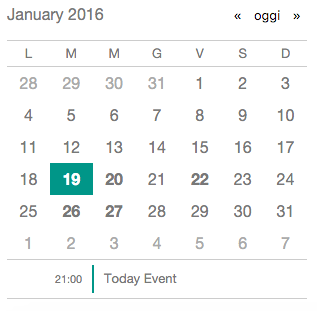 January 2016 « oggi »
L M M G V S D
28 29 30 31 1 2 3
4 5 6 7 8 9 10
11 12 13 14 15 16 17
18 19 20 21 22 23 24
25 26 27 28 29 30 31
1 2 3 4 5 6 7
21:00 Today Event